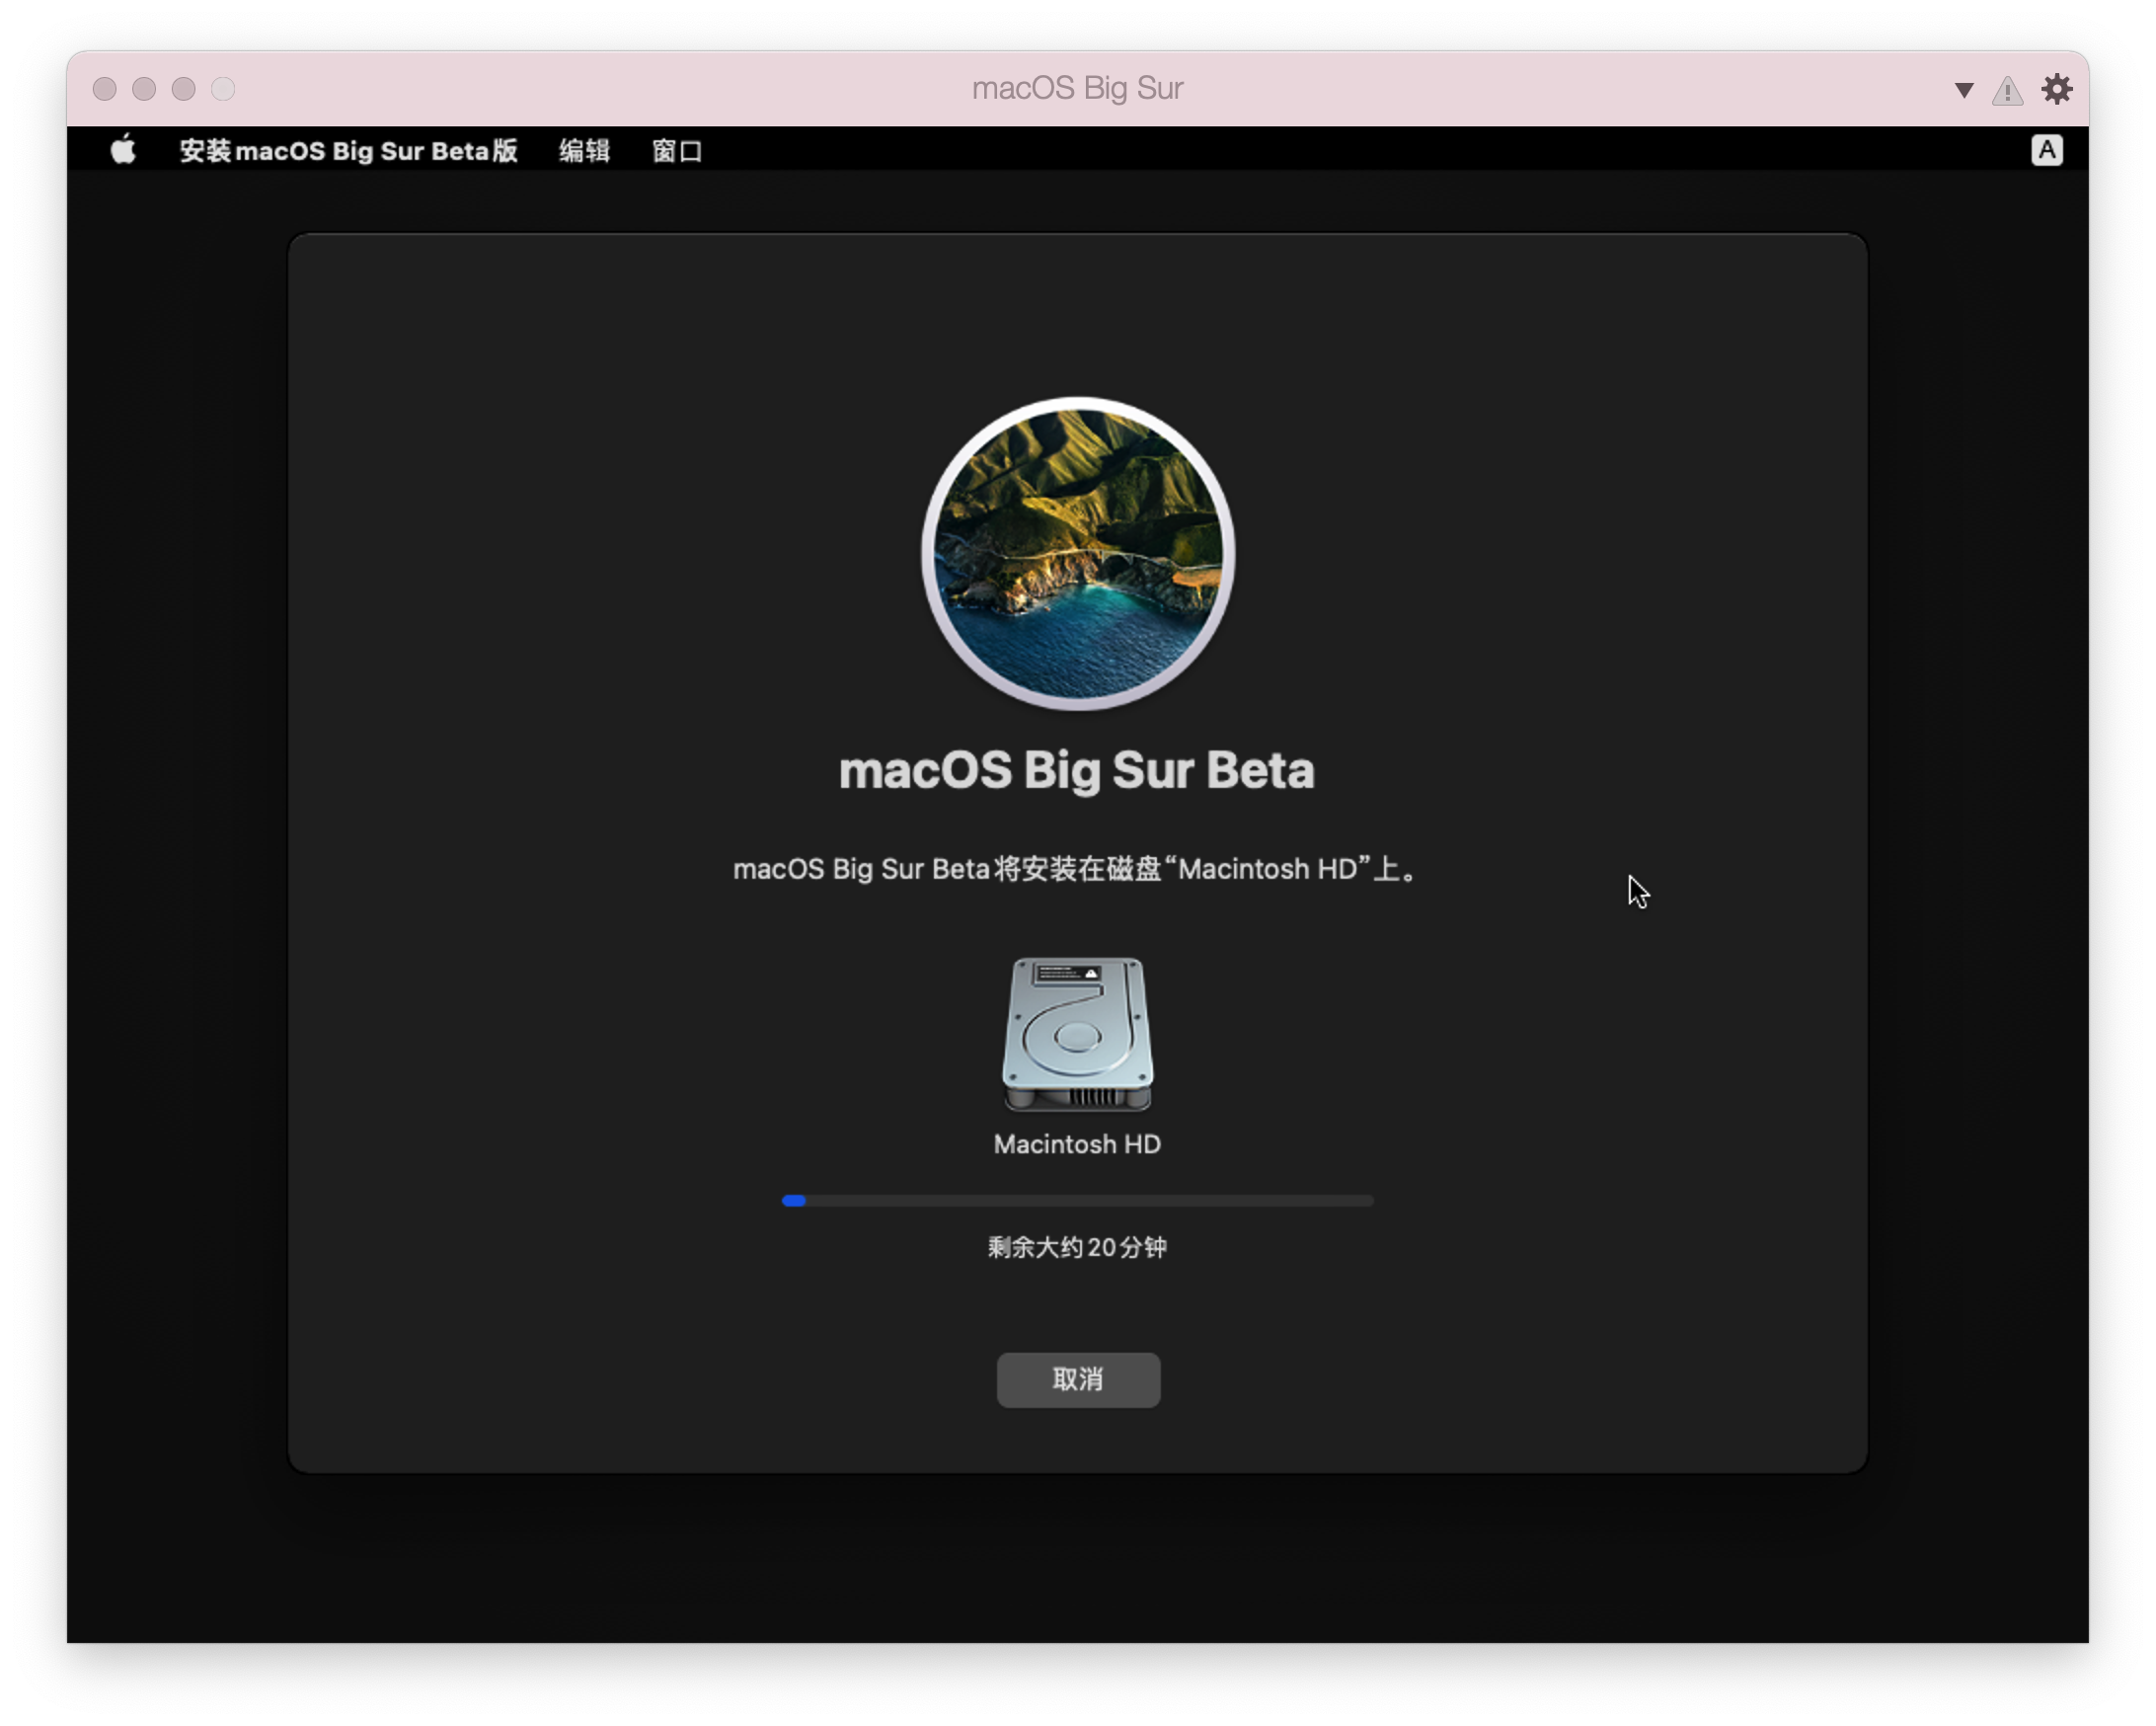 macOS Big Sur
安装macOS Big Sur Beta版 编辑 窗口 A
macOS Big Sur Beta
macOS Big Sur Beta将安装在磁盘“Macintosh HD”上。
Macintosh HD
剩余大约20分钟
取消